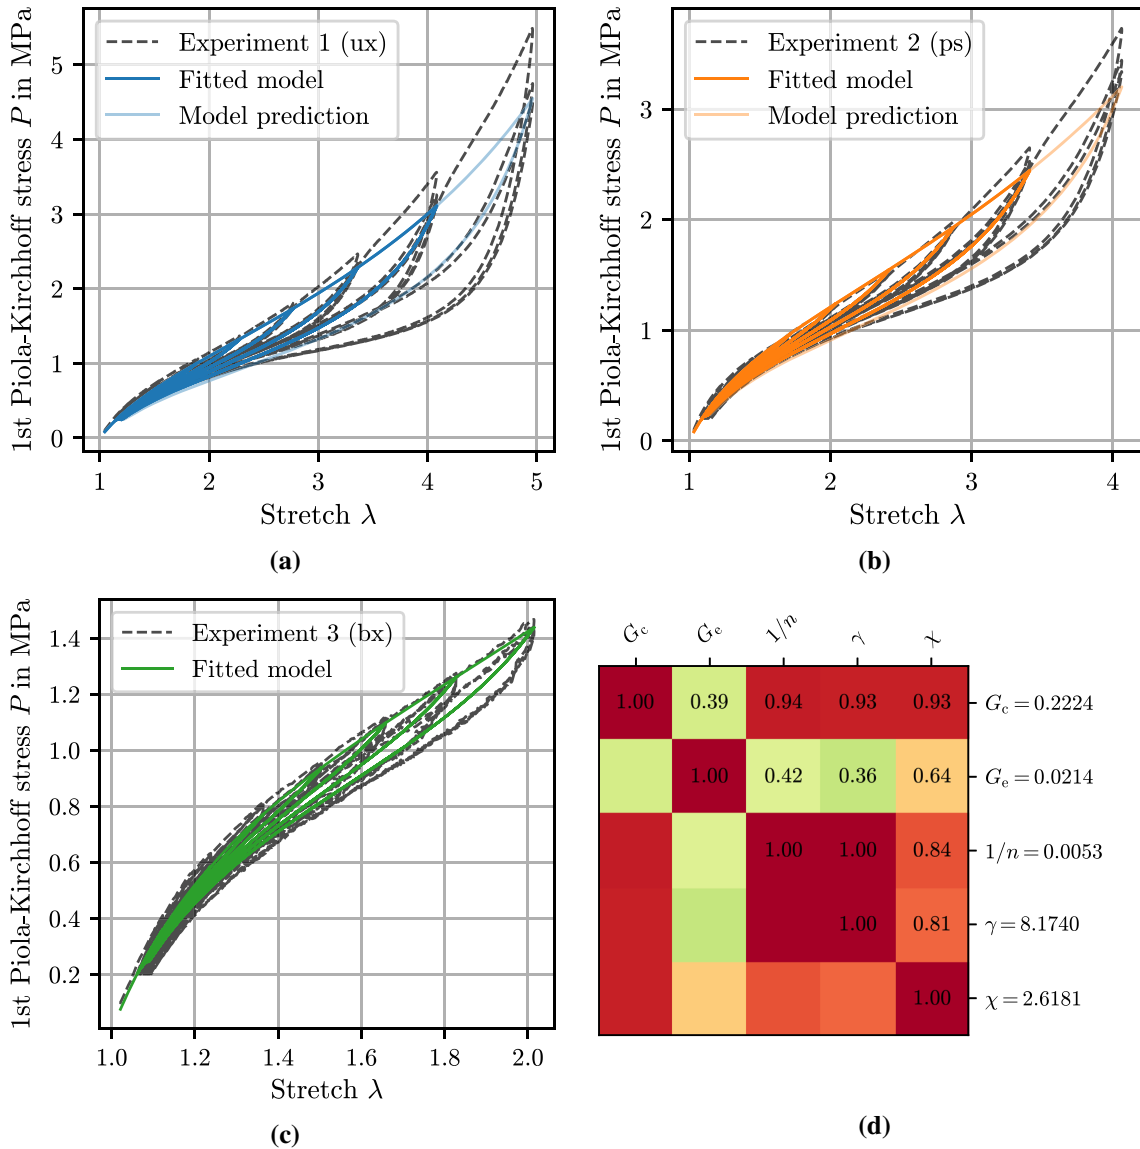 1st Piola-Kirchhoff stress P in MPa
Experiment 1 (ux)
Fitted model
Model prediction
5
4
3
2
1
0
1 2 3 4 5
Stretch λ
(a)
1st Piola-Kirchhoff stress P in MPa
Experiment 2 (ps)
Fitted model
Model prediction
3
2
1
0
1 2 3 4
Stretch λ
(b)
1st Piola-Kirchhoff stress P in MPa
Experiment 3 (bx)
Fitted model
1.4
1.2
1.0
0.8
0.6
0.4
0.2
1.0 1.2 1.4 1.6 1.8 2.0
Stretch λ
(c)
G_c G_e 1/n γ χ
1.00 0.39 0.94 0.93 0.93 G_c = 0.2224
1.00 0.42 0.36 0.64 G_e = 0.0214
1.00 1.00 0.84 1/n = 0.0053
1.00 0.81 γ = 8.1740
1.00 χ = 2.6181
(d)